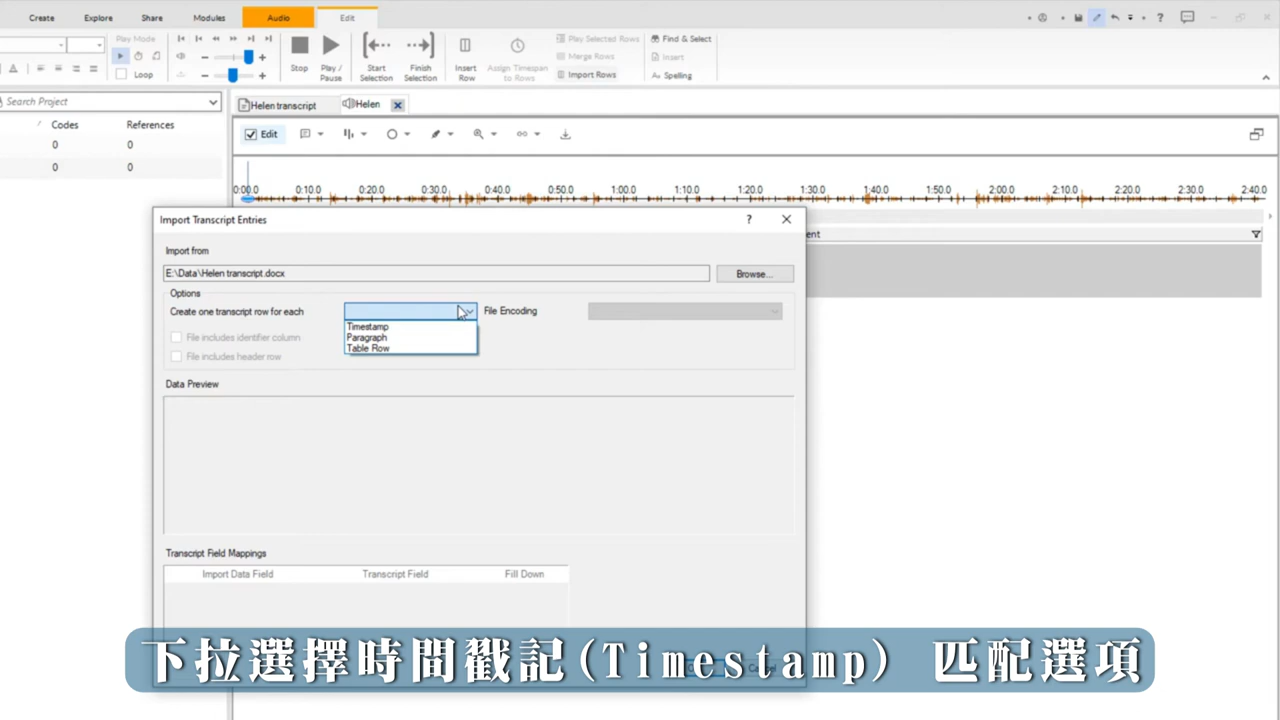 Create Explore Share Modules Audio Edit
Play Mode
Loop
Stop
Play / Pause
Start Selection
Finish Selection
Insert Row
Assign Timespan to Rows
Play Selected Rows
Merge Rows
Import Rows
Find & Select
Insert
Spelling
Search Project
Codes References
0 0
0 0
Helen transcript Helen
Edit
0:00.0 0:10.0 0:20.0 0:30.0 0:40.0 0:50.0 1:00.0 1:10.0 1:20.0 1:30.0 1:40.0 1:50.0 2:00.0 2:10.0 2:20.0 2:30.0 2:40.0
ent
Import Transcript Entries
Import from
E:\Data\Helen transcript.docx Browse...
Options
Create one transcript row for each File Encoding
Timestamp
Paragraph
Table Row
File includes identifier column
File includes header row
Data Preview
Transcript Field Mappings
Import Data Field Transcript Field Fill Down
Cancel
下拉選擇時間戳記(Timestamp) 匹配選項